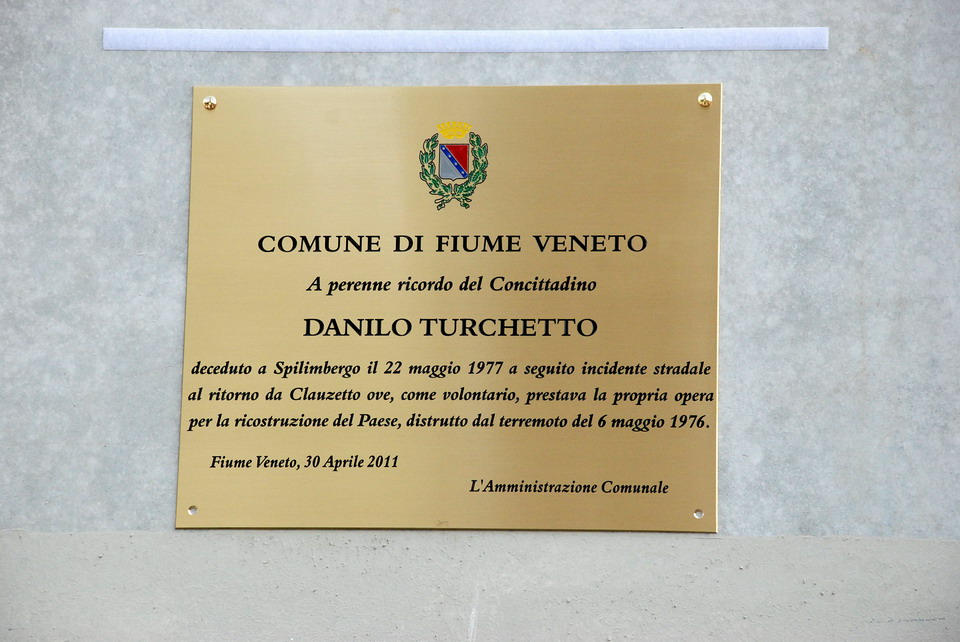 COMUNE DI FIUME VENETO
A perenne ricordo del Concittadino
DANILO TURCHETTO
deceduto a Spilimbergo il 22 maggio 1977 a seguito incidente stradale
al ritorno da Clauzetto ove, come volontario, prestava la propria opera
per la ricostruzione del Paese, distrutto dal terremoto del 6 maggio 1976.
Fiume Veneto, 30 Aprile 2011
L'Amministrazione Comunale